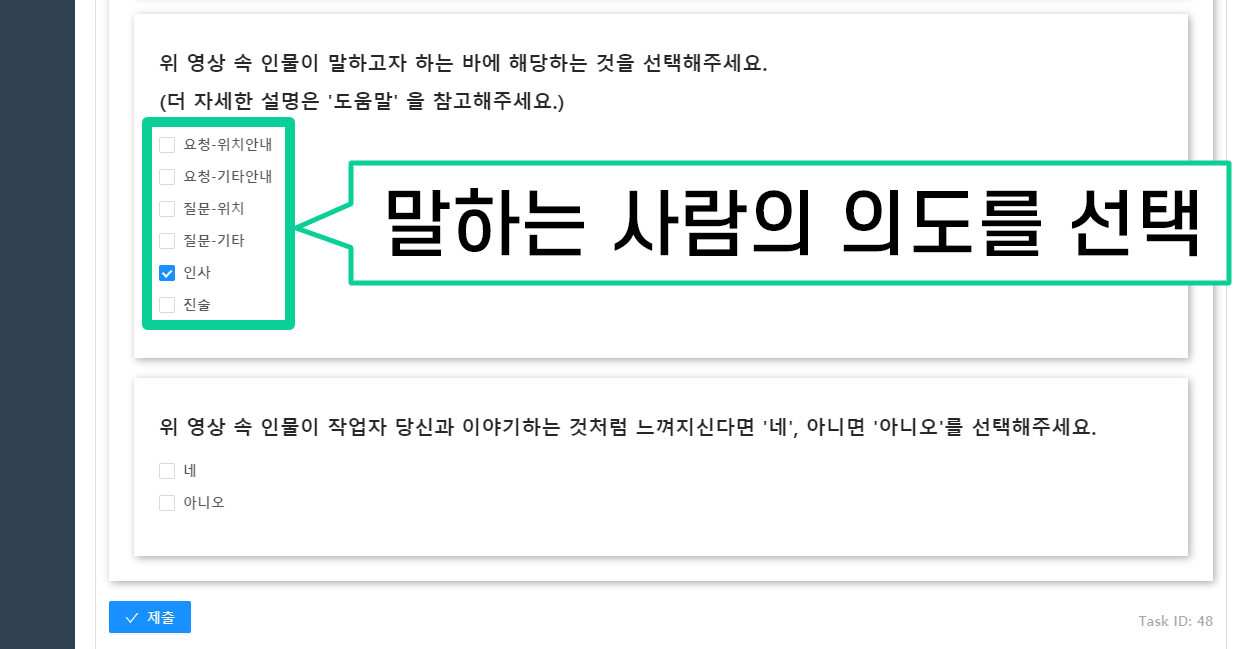 위 영상 속 인물이 말하고자 하는 바에 해당하는 것을 선택해주세요.
(더 자세한 설명은 '도움말' 을 참고해주세요.)
요청-위치안내
요청-기타안내
질문-위치
질문-기타
인사
진술
말하는 사람의 의도를 선택
위 영상 속 인물이 작업자 당신과 이야기하는 것처럼 느껴지신다면 '네', 아니면 '아니오'를 선택해주세요.
네
아니오
제출
Task ID: 48